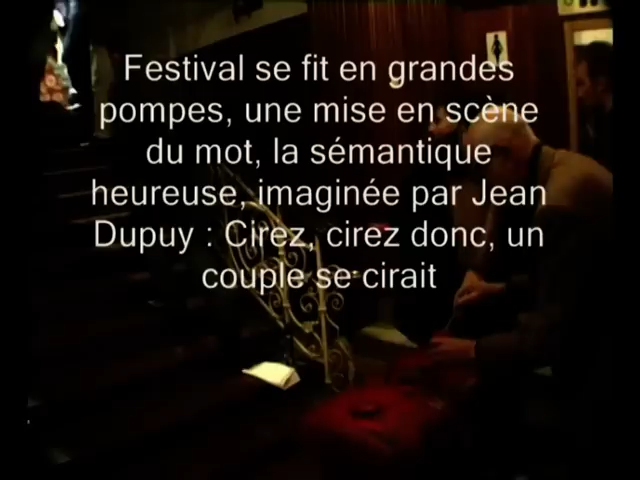 Festival se fit en grandes
pompes, une mise en scène
du mot, la sémantique
heureuse, imaginée par Jean
Dupuy : Cirez, cirez donc, un
couple se cirait